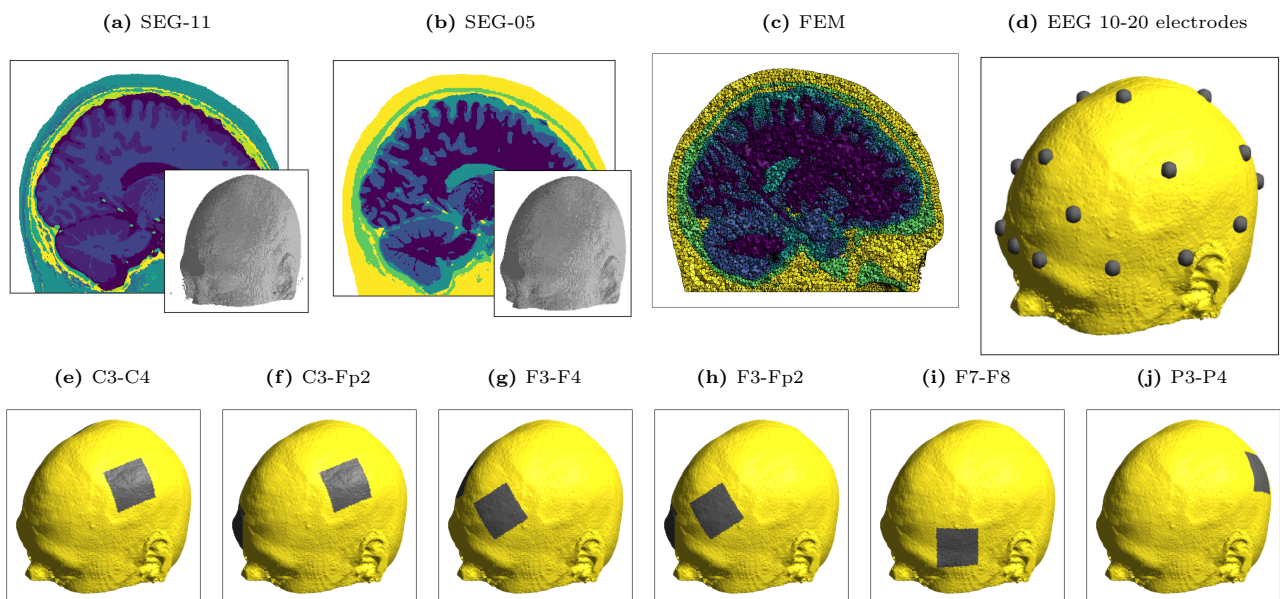 (a) SEG-11
(b) SEG-05
(c) FEM
(d) EEG 10-20 electrodes
(e) C3-C4
(f) C3-Fp2
(g) F3-F4
(h) F3-Fp2
(i) F7-F8
(j) P3-P4